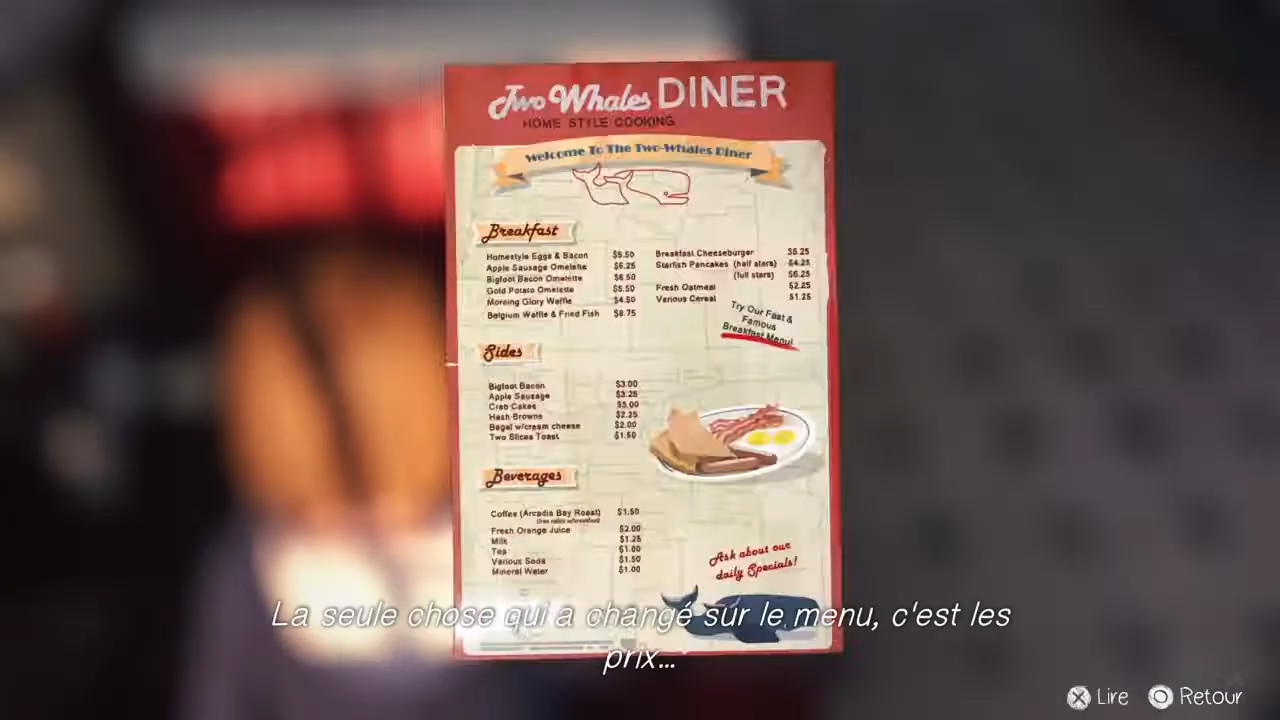 Two Whales DINER
HOME STYLE COOKING
Welcome To The Two-Whales Diner
Breakfast
Homestyle Eggs & Bacon $5.50
Apple Sausage Omelette $6.25
Bigfoot Bacon Omelette $6.50
Gold Potato Omelette $5.50
Morning Glory Waffle $4.50
Belgium Waffle & Fried Fish $8.75
Breakfast Cheeseburger $5.25
Starfish Pancakes (half stars) $4.25
(full stars) $6.25
Fresh Oatmeal $2.25
Various Cereal $1.25
Try Our Fast &
Famous
Breakfast Menu!
Sides
Bigfoot Bacon $3.00
Apple Sausage $3.25
Crab Cakes $5.00
Hash Browns $2.25
Bagel w/cream cheese $2.00
Two Slices Toast $1.50
Beverages
Coffee (Arcadia Bay Roast) $1.50
Fresh Orange Juice $2.00
Milk $1.25
Tea $1.00
Various Soda $1.50
Mineral Water $1.00
Ask about our
daily Specials!
La seule chose qui a changé sur le menu, c'est les
prix...
Lire Retour